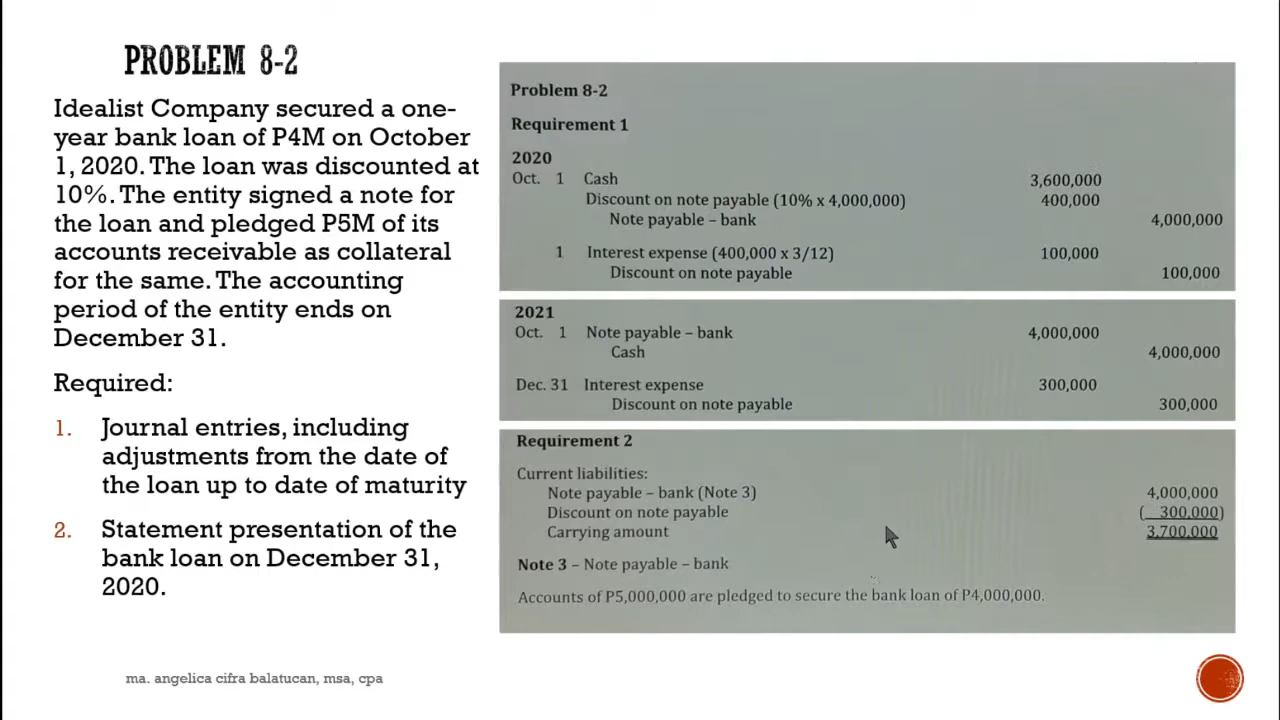 PROBLEM 8-2
Idealist Company secured a one-
year bank loan of P4M on October
1, 2020. The loan was discounted at
10%. The entity signed a note for
the loan and pledged P5M of its
accounts receivable as collateral
for the same. The accounting
period of the entity ends on
December 31.
Required:
1. Journal entries, including
adjustments from the date of
the loan up to date of maturity
2. Statement presentation of the
bank loan on December 31,
2020.
Problem 8-2
Requirement 1
2020
Oct. 1 Cash 3,600,000
Discount on note payable (10% x 4,000,000) 400,000
Note payable – bank 4,000,000
1 Interest expense (400,000 x 3/12) 100,000
Discount on note payable 100,000
2021
Oct. 1 Note payable – bank 4,000,000
Cash 4,000,000
Dec. 31 Interest expense 300,000
Discount on note payable 300,000
Requirement 2
Current liabilities:
Note payable – bank (Note 3) 4,000,000
Discount on note payable ( 300,000)
Carrying amount 3,700,000
Note 3 – Note payable – bank
Accounts of P5,000,000 are pledged to secure the bank loan of P4,000,000.
ma. angelica cifra balatucan, msa, cpa